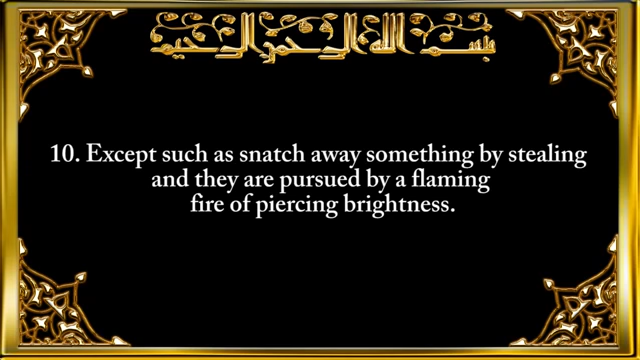 بسم الله الرحمن الرحيم
10. Except such as snatch away something by stealing
and they are pursued by a flaming
fire of piercing brightness.